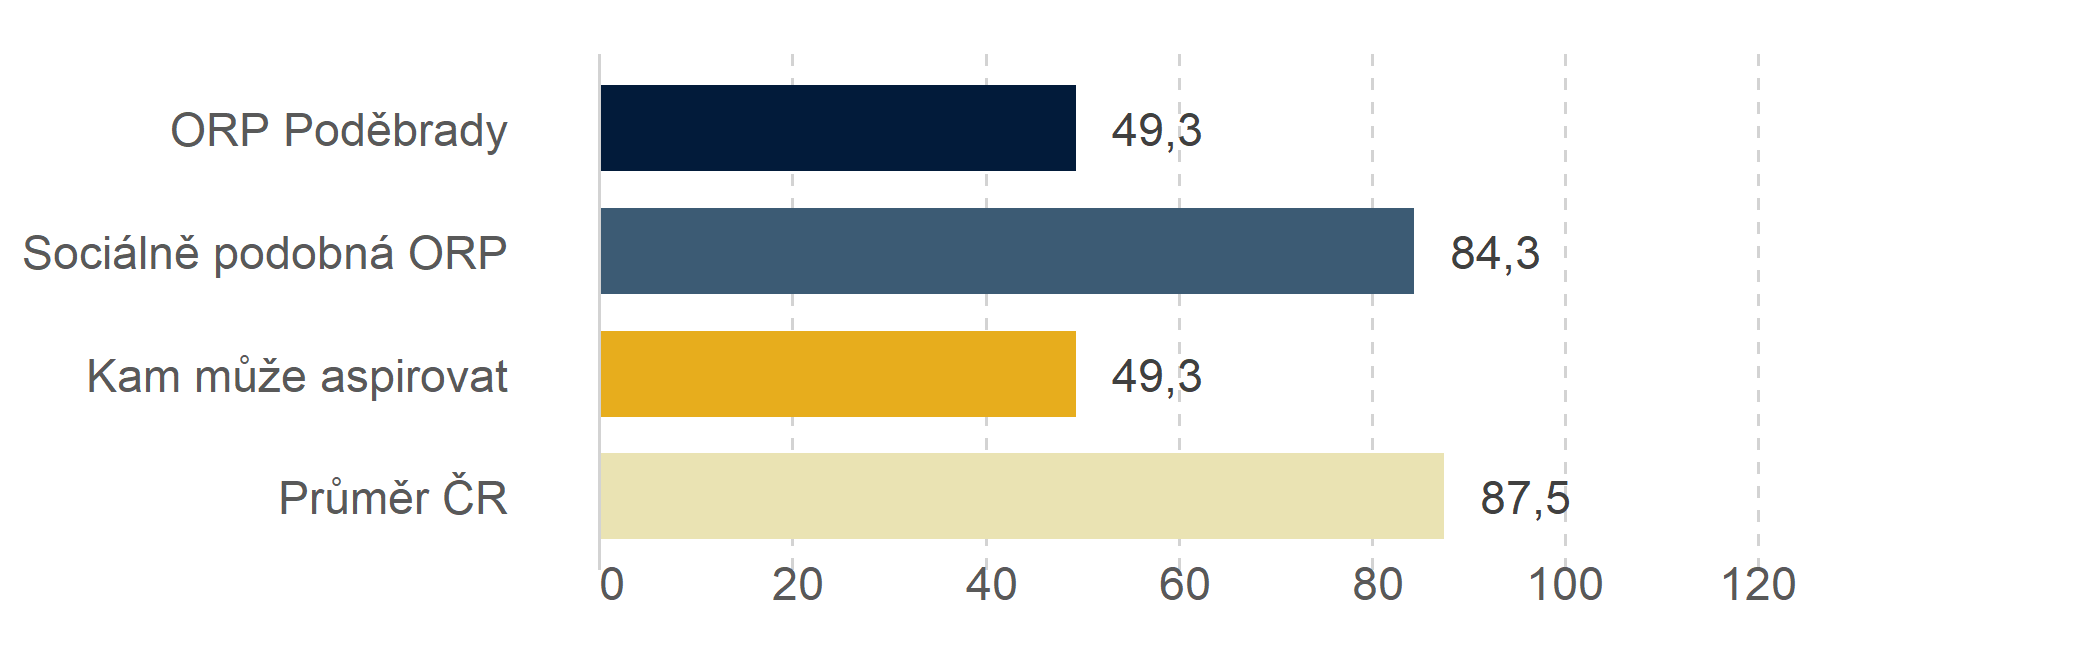 ORP Poděbrady
49,3
Sociálně podobná ORP
84,3
Kam může aspirovat
49,3
Průměr ČR
87,5
0 20 40 60 80 100 120